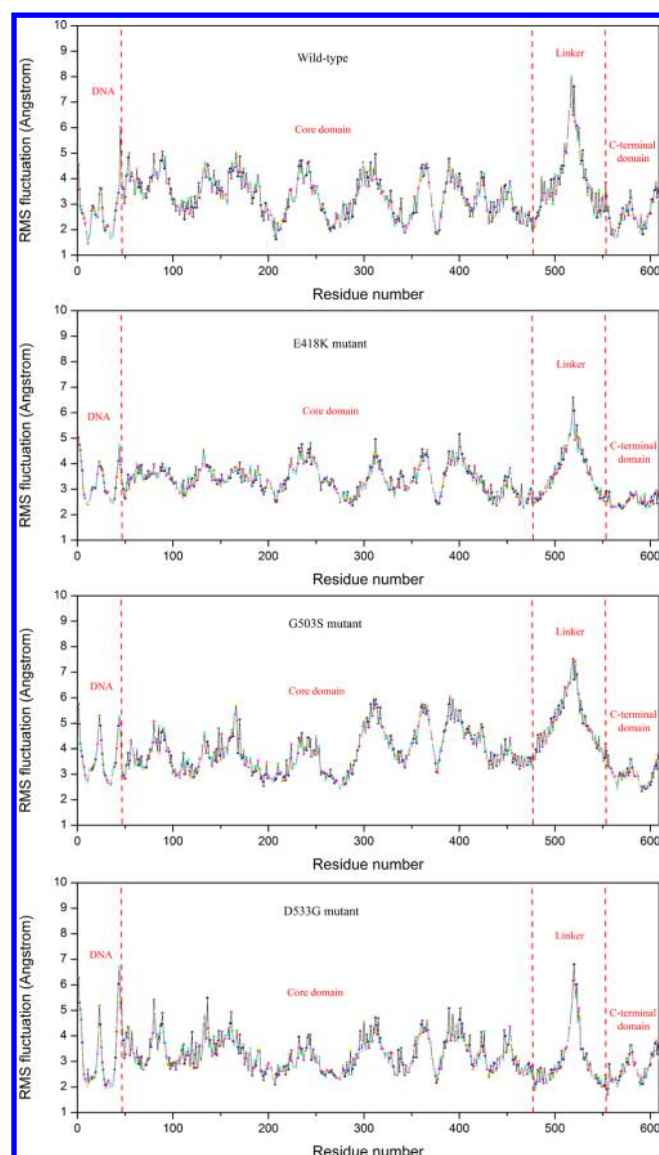 10
9
8
7
6
5
4
3
2
1
RMS fluctuation (Angstrom)
Wild-type
DNA
Core domain
Linker
C-terminal
domain
0
100
200
300
400
500
600
Residue number
10
9
8
7
6
5
4
3
2
1
RMS fluctuation (Angstrom)
E418K mutant
DNA
Core domain
Linker
C-terminal
domain
0
100
200
300
400
500
600
Residue number
10
9
8
7
6
5
4
3
2
1
RMS fluctuation (Angstrom)
G503S mutant
DNA
Core domain
Linker
C-terminal
domain
0
100
200
300
400
500
600
Residue number
10
9
8
7
6
5
4
3
2
1
RMS fluctuation (Angstrom)
D533G mutant
DNA
Core domain
Linker
C-terminal
domain
0
100
200
300
400
500
600
Residue number